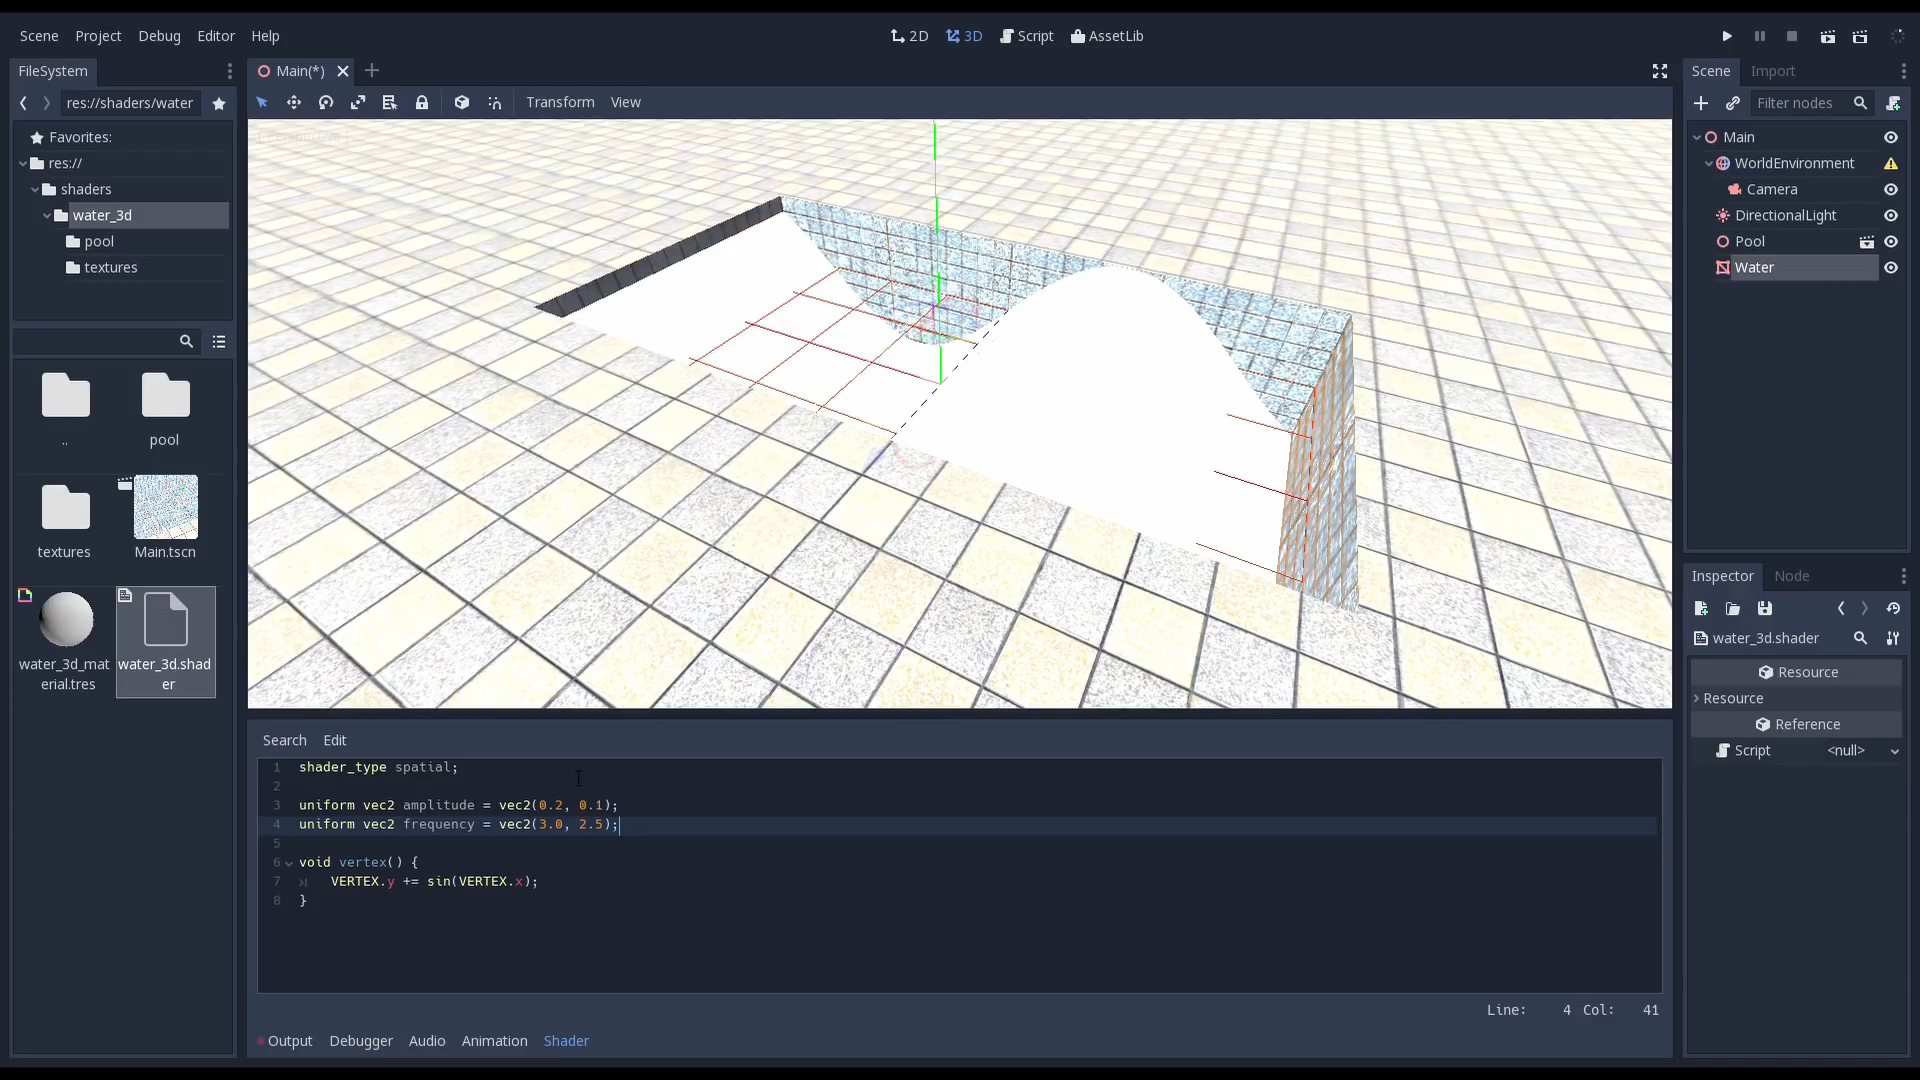 Scene Project Debug Editor Help
2D 3D Script AssetLib
FileSystem
Main(*)
Scene Import
res://shaders/water
Transform View
Filter nodes
Favorites:
res://
shaders
water_3d
pool
textures
Main
WorldEnvironment
Camera
DirectionalLight
Pool
Water
..
pool
textures
Main.tscn
water_3d_mat
erial.tres
water_3d.shad
er
Inspector Node
water_3d.shader
Resource
Resource
Reference
Script <null>
Search Edit
1 shader_type spatial;
2
3 uniform vec2 amplitude = vec2(0.2, 0.1);
4 uniform vec2 frequency = vec2(3.0, 2.5);
5
6 void vertex() {
7 VERTEX.y += sin(VERTEX.x);
8 }
Line: 4 Col: 41
Output Debugger Audio Animation Shader